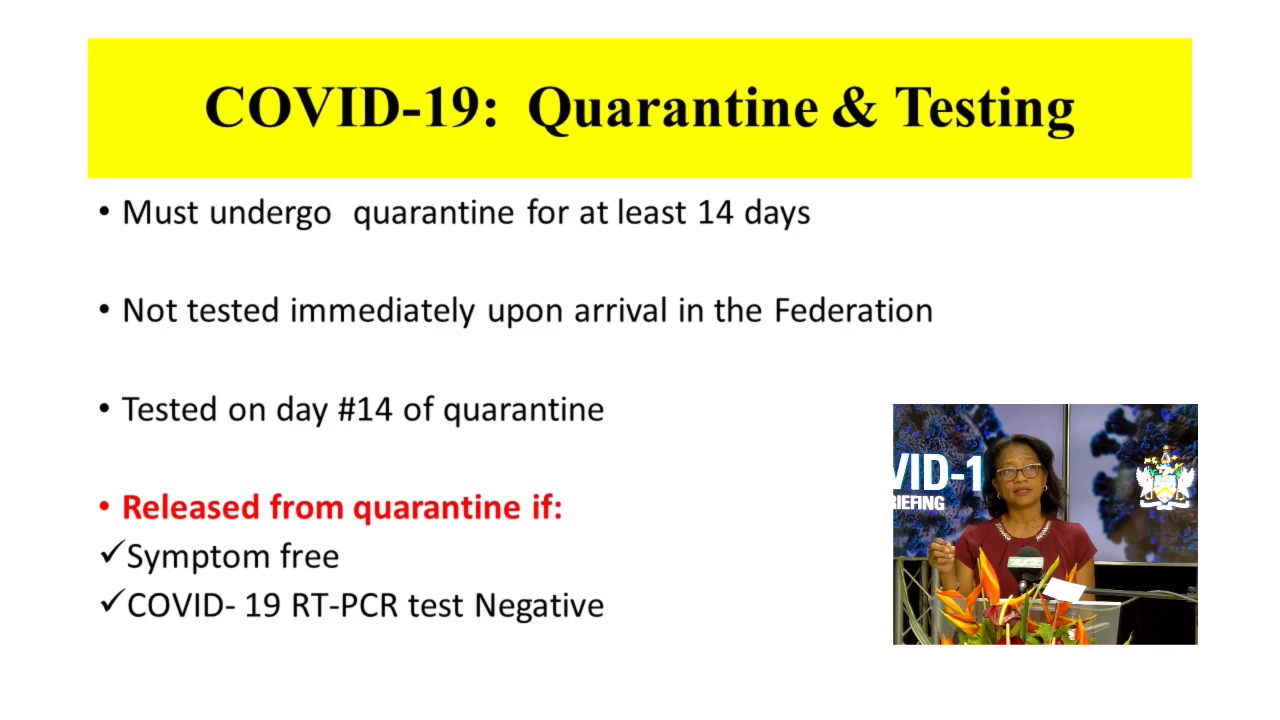 COVID-19: Quarantine & Testing
• Must undergo quarantine for at least 14 days
• Not tested immediately upon arrival in the Federation
• Tested on day #14 of quarantine
• Released from quarantine if:
✓Symptom free
✓COVID- 19 RT-PCR test Negative
VID-1
RIEFING